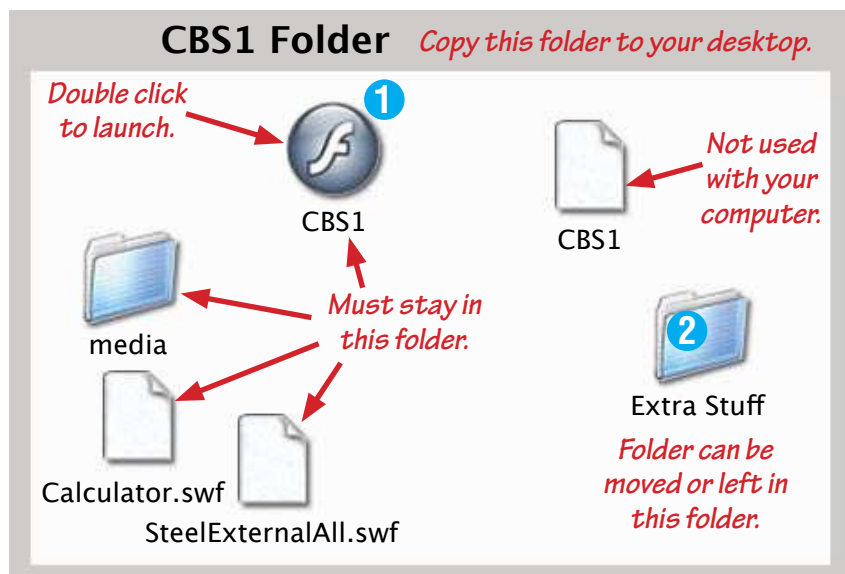 CBS1 Folder Copy this folder to your desktop.
Double click
to launch.
1
CBS1
Not used
with your
computer.
CBS1
media
Must stay in
this folder.
2
Extra Stuff
Calculator.swf
SteelExternalAll.swf
Folder can be
moved or left in
this folder.